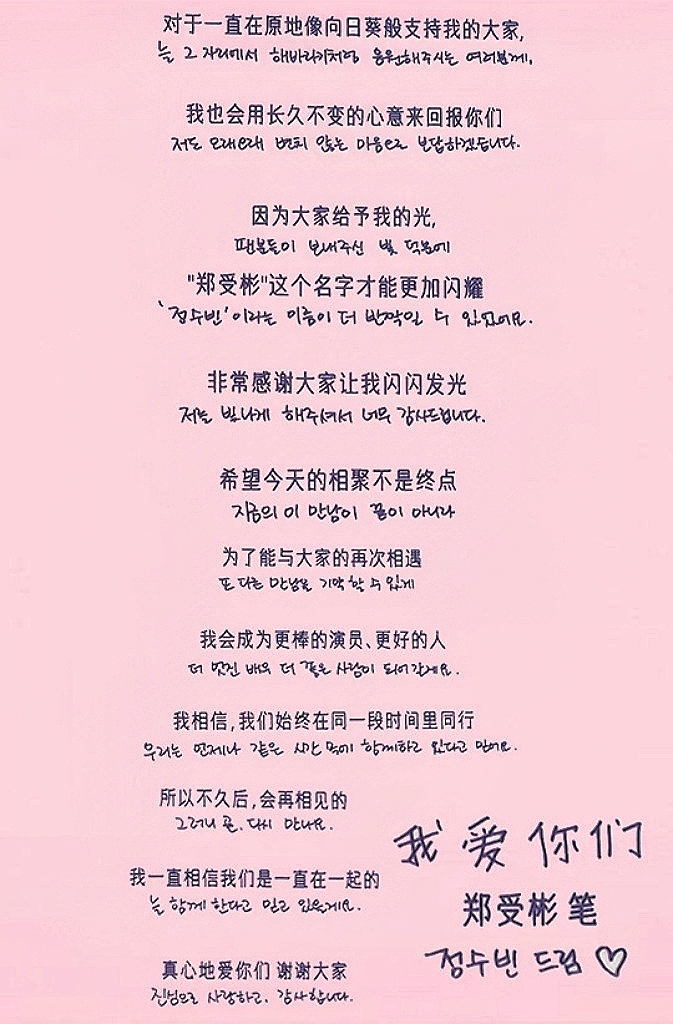 对于一直在原地像向日葵般支持我的大家,
늘 그 자리에서 해바라기처럼 응원해주시는 여러분께,
我也会用长久不变的心意来回报你们
저도 오래오래 변치 않는 마음으로 보답하겠습니다.
因为大家给予我的光,
팬분들이 보내주신 빛 덕분에
"郑受彬"这个名字才能更加闪耀
'정수빈'이라는 이름이 더 반짝일 수 있었어요.
非常感谢大家让我闪闪发光
저를 빛나게 해주셔서 너무 감사드립니다.
希望今天的相聚不是终点
지금의 이 만남이 끝이 아니라
为了能与大家的再次相遇
또 다른 만남을 기약할 수 있게
我会成为更棒的演员、更好的人
더 멋진 배우 더 좋은 사람이 되어갈게요.
我相信,我们始终在同一段时间里同行
우리는 언제나 같은 시간 속에 함께하고 있다고 믿어요.
所以不久后,会再相见的
그러니 곧, 다시 만나요.
我一直相信我们是一直在一起的
늘 함께 한다고 믿고 있을게요.
真心地爱你们 谢谢大家
진심으로 사랑하고, 감사합니다.
我爱你们
郑受彬 笔
정수빈 드림 ♡